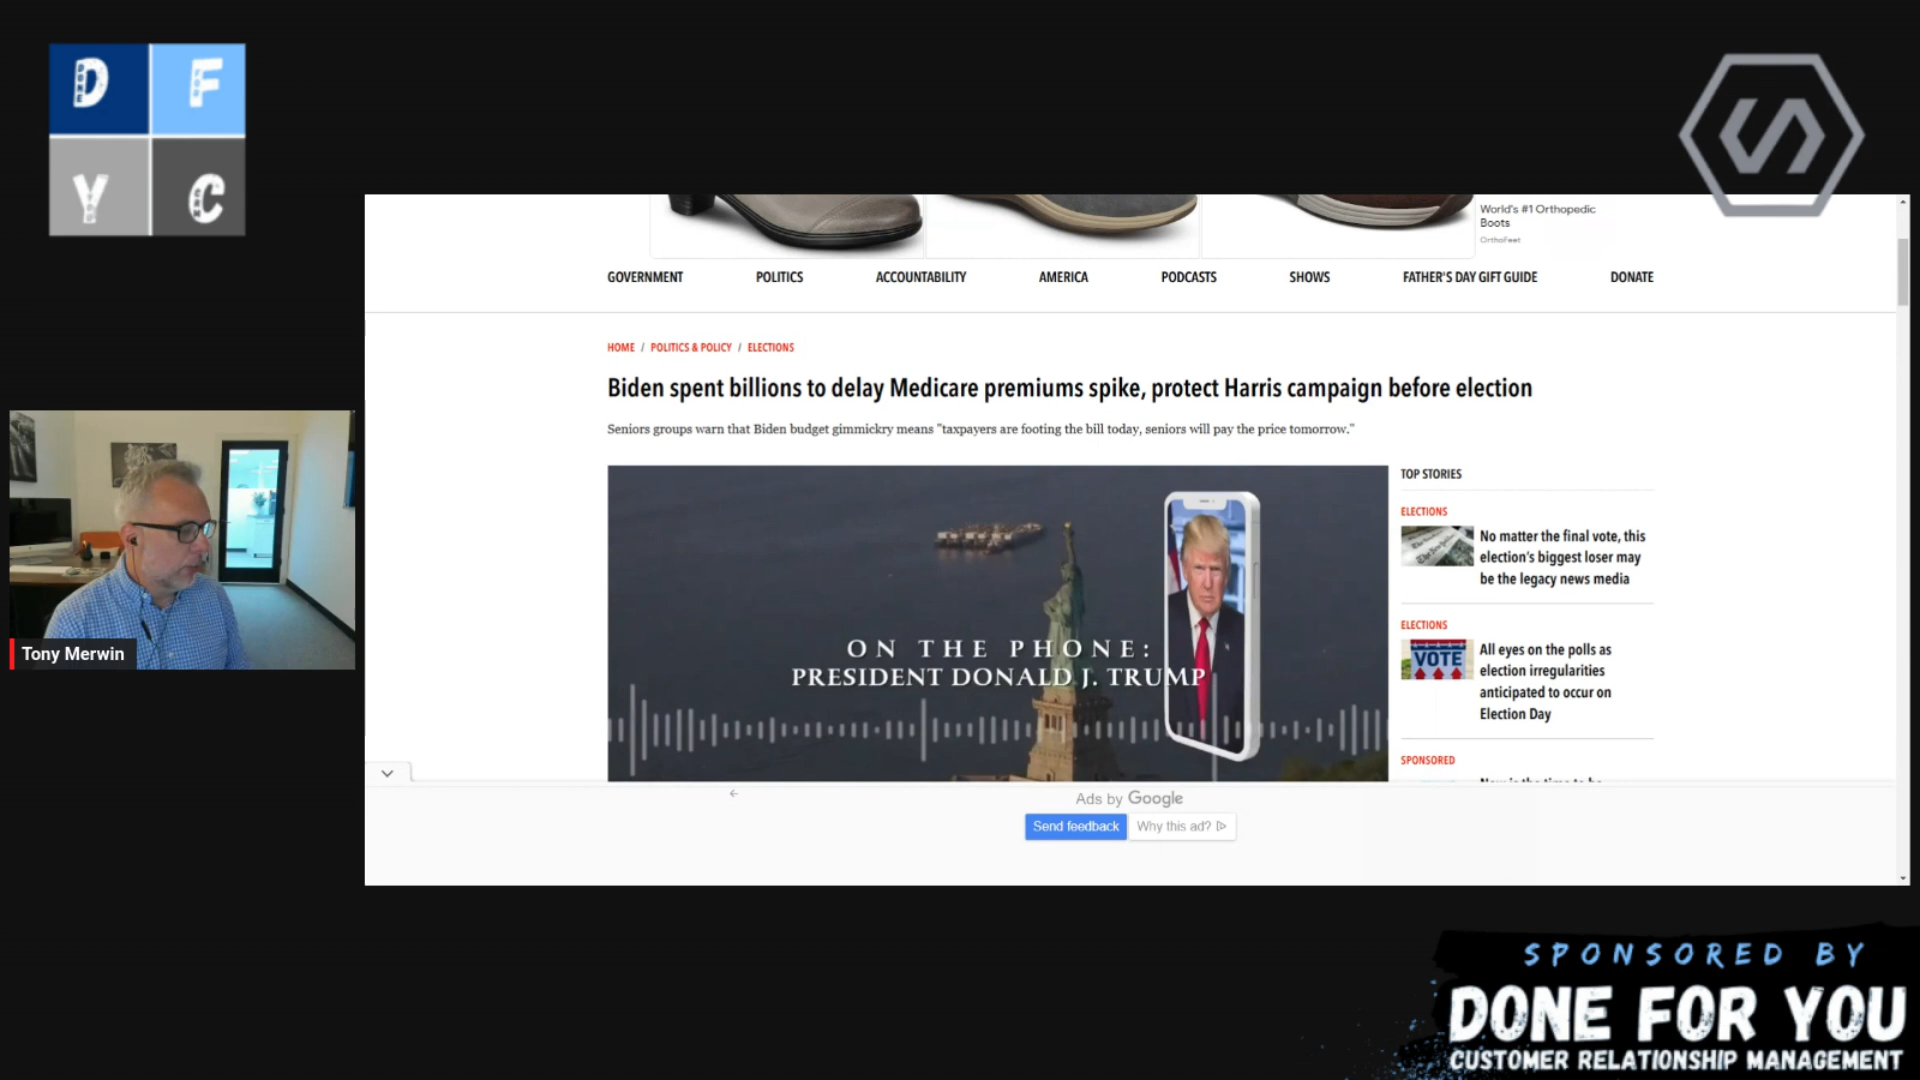 D
DONE
F
FOR
Y
YOU
C
CRM
World's #1 Orthopedic
Boots
OrthoFeet
GOVERNMENT POLITICS ACCOUNTABILITY AMERICA PODCASTS SHOWS FATHER'S DAY GIFT GUIDE DONATE
HOME / POLITICS & POLICY / ELECTIONS
Biden spent billions to delay Medicare premiums spike, protect Harris campaign before election
Seniors groups warn that Biden budget gimmickry means "taxpayers are footing the bill today, seniors will pay the price tomorrow."
ON THE PHONE:
PRESIDENT DONALD J. TRUMP
TOP STORIES
ELECTIONS
No matter the final vote, this
election's biggest loser may
be the legacy news media
ELECTIONS
VOTE
All eyes on the polls as
election irregularities
anticipated to occur on
Election Day
SPONSORED
Tony Merwin
Ads by Google
Send feedback
Why this ad?
SPONSORED BY
DONE FOR YOU
CUSTOMER RELATIONSHIP MANAGEMENT